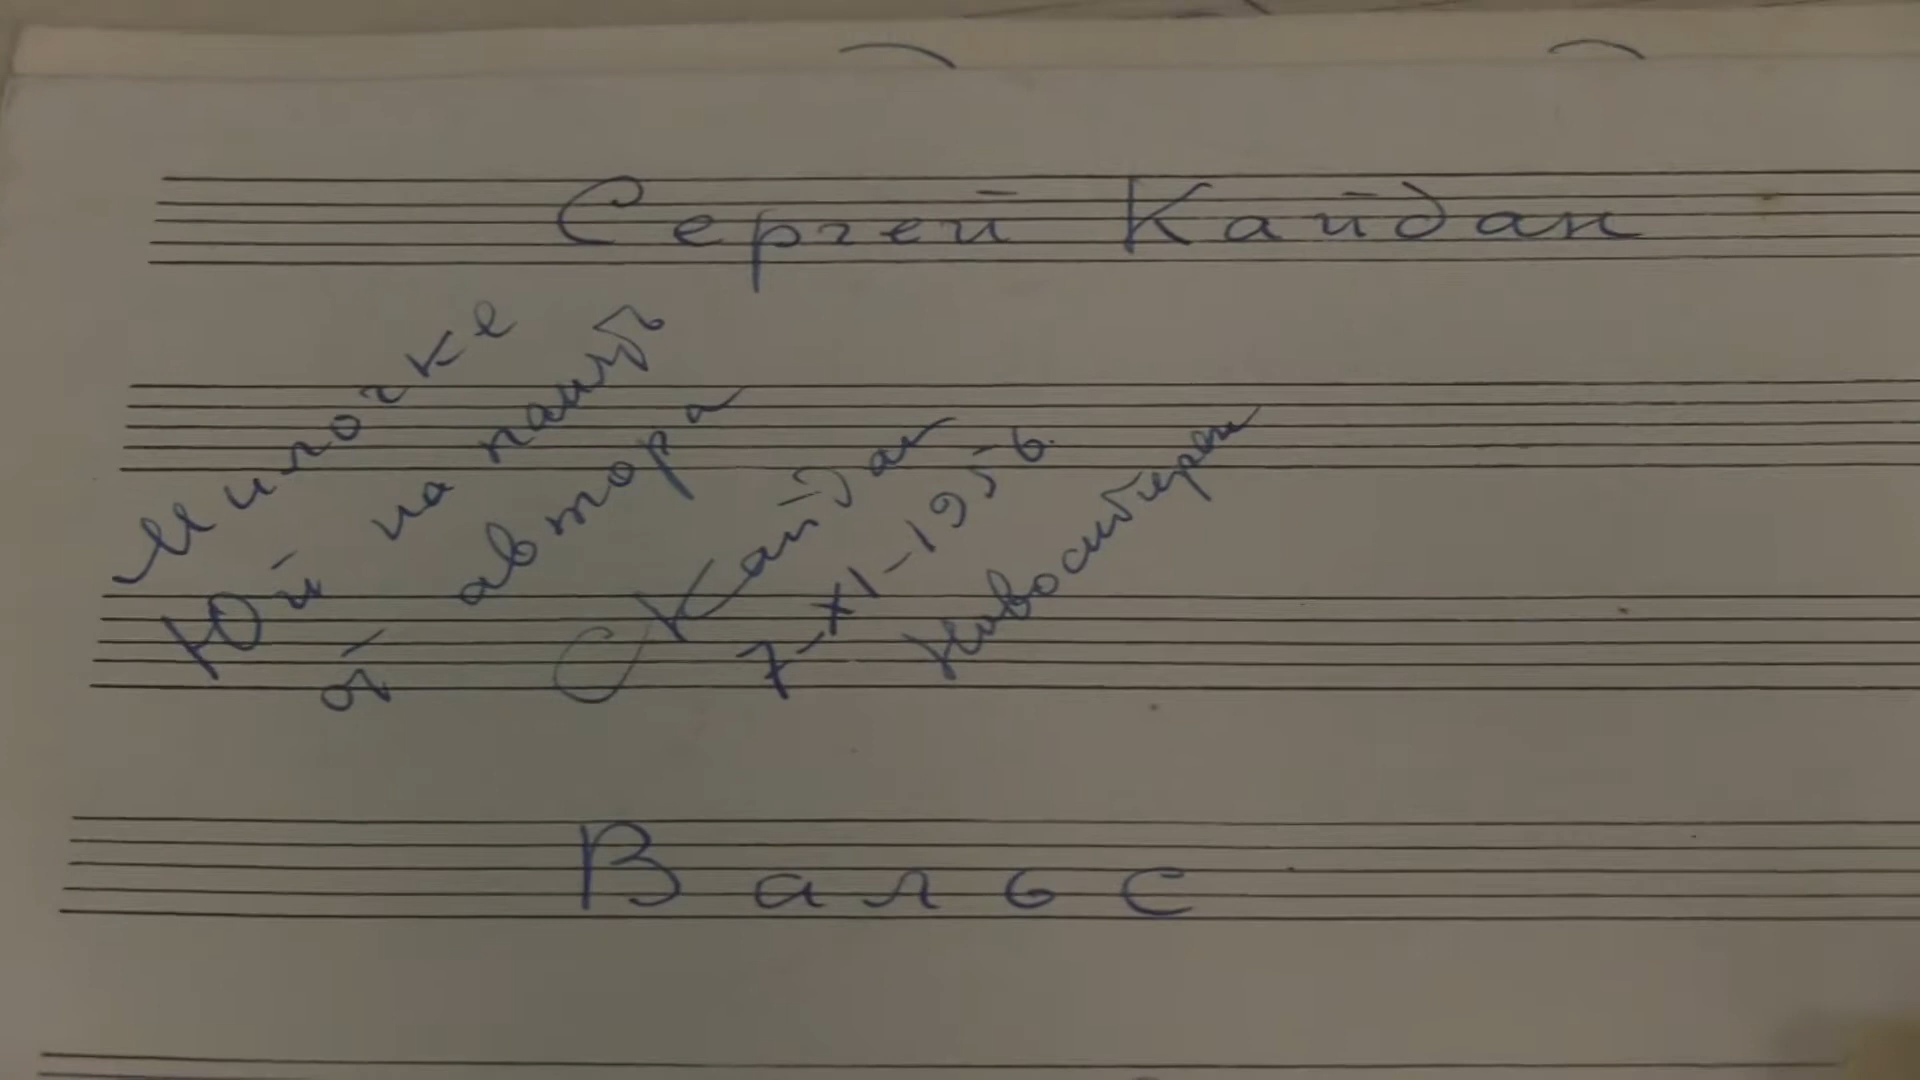 Сергей Кайдан
Милочке
Юй на память
от автора
С Кайдан
7-XI-1956.
Новосибирск
Вальс